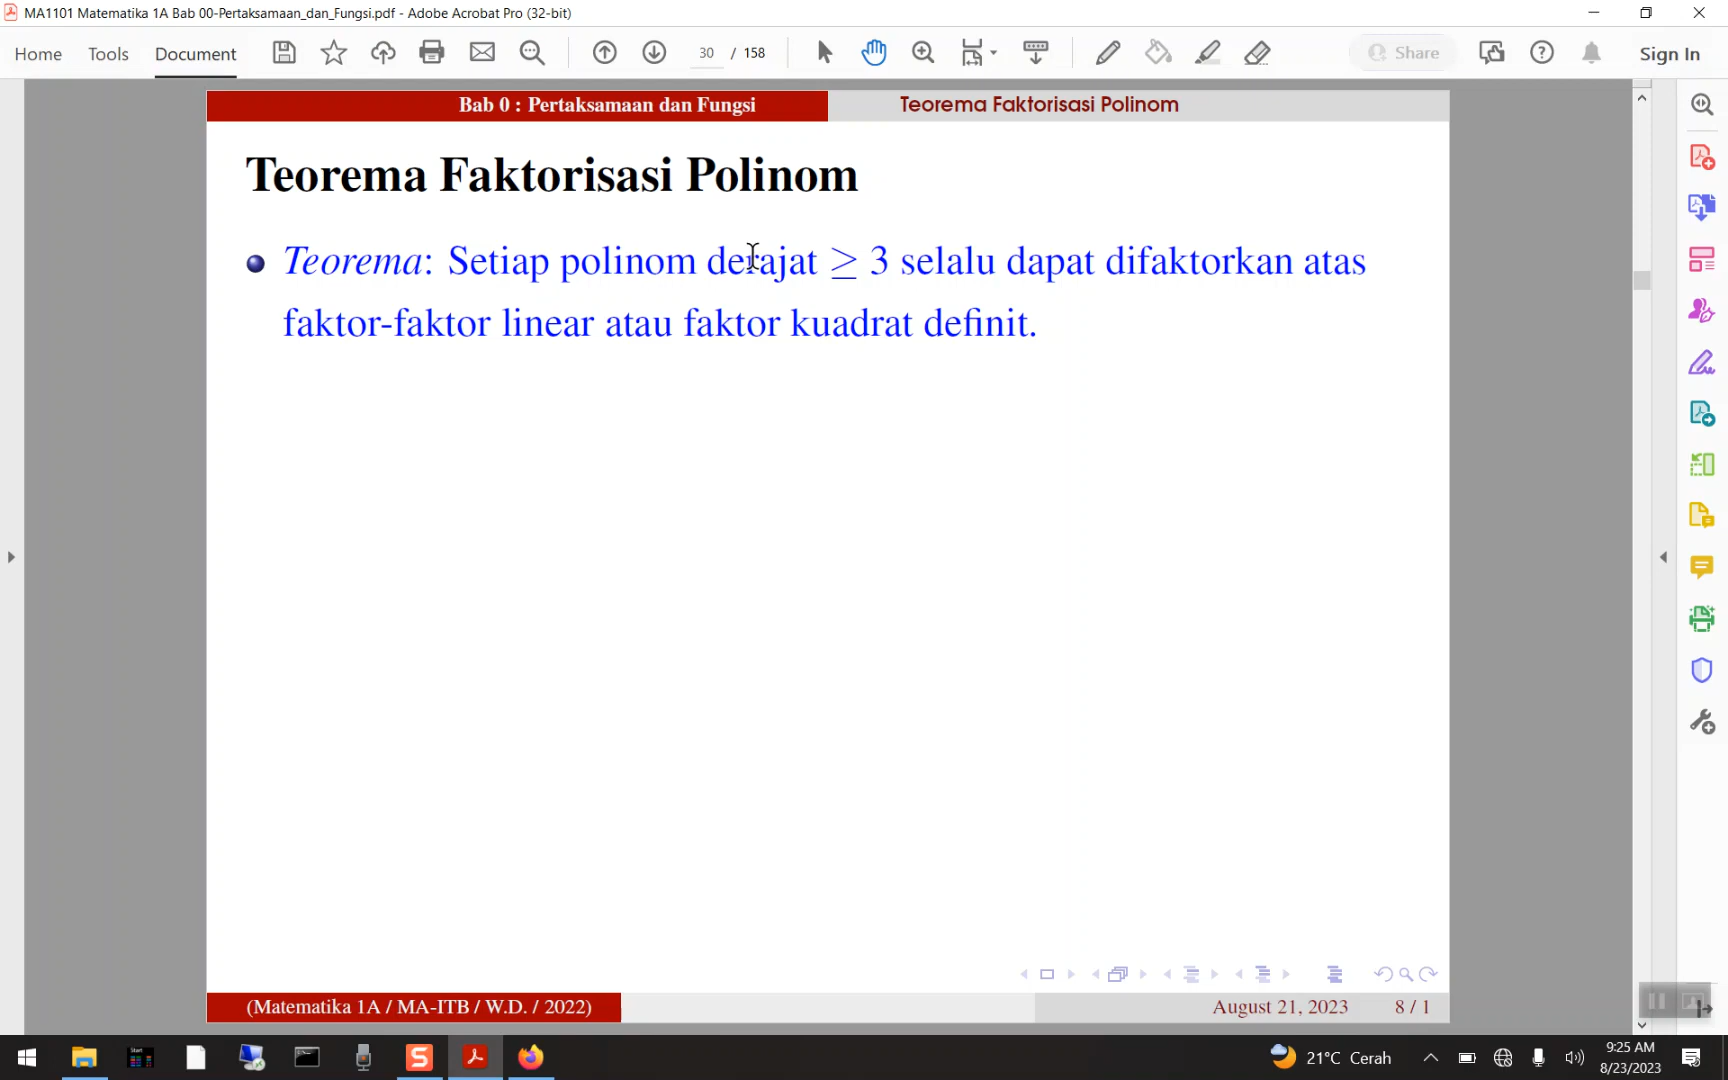 MA1101 Matematika 1A Bab 00-Pertaksamaan_dan_Fungsi.pdf - Adobe Acrobat Pro (32-bit)
Home Tools Document 30 / 158 Share Sign In
Bab 0 : Pertaksamaan dan Fungsi Teorema Faktorisasi Polinom
Teorema Faktorisasi Polinom
Teorema: Setiap polinom derajat ≥ 3 selalu dapat difaktorkan atas
faktor-faktor linear atau faktor kuadrat definit.
(Matematika 1A / MA-ITB / W.D. / 2022) August 21, 2023 8 / 1
21°C Cerah 9:25 AM
8/23/2023